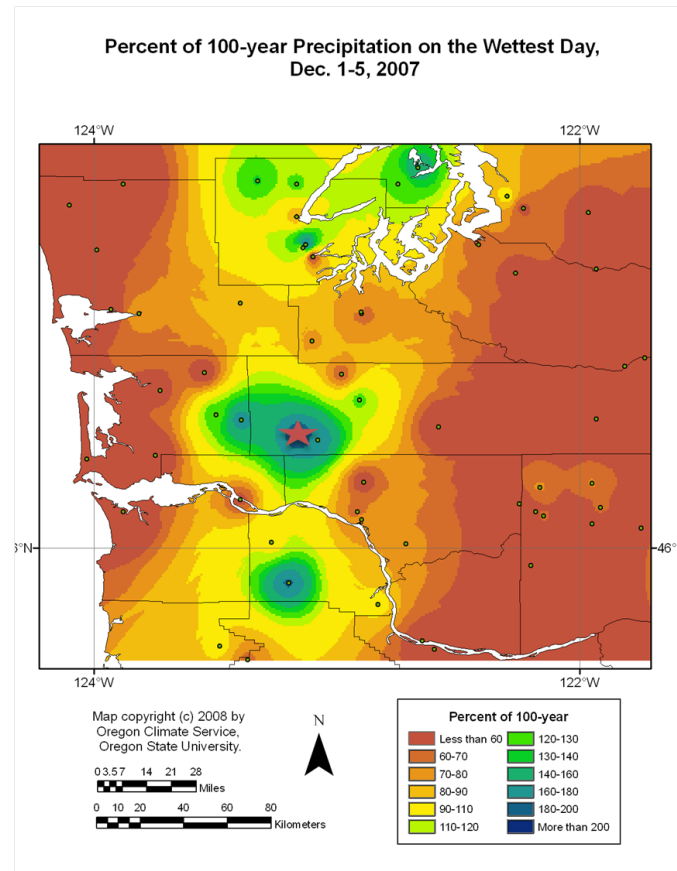 Percent of 100-year Precipitation on the Wettest Day,
Dec. 1-5, 2007
124°W 122°W
6°N 46°
124°W 122°W
Map copyright (c) 2008 by
Oregon Climate Service,
Oregon State University.
0 3.5 7 14 21 28
Miles
0 10 20 40 60 80
Kilometers
N
Percent of 100-year
Less than 60
60-70
70-80
80-90
90-110
110-120
120-130
130-140
140-160
160-180
180-200
More than 200